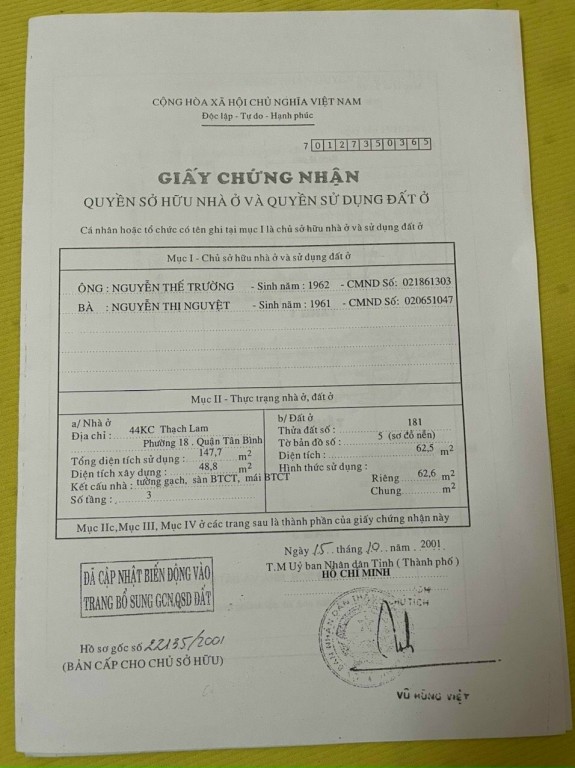 CỘNG HÒA XÃ HỘI CHỦ NGHĨA VIỆT NAM
Độc lập - Tự do - Hạnh phúc
7 0 1 2 7 3 5 0 3 6 5
GIẤY CHỨNG NHẬN
QUYỀN SỞ HỮU NHÀ Ở VÀ QUYỀN SỬ DỤNG ĐẤT Ở
Cá nhân hoặc tổ chức có tên ghi tại mục I là chủ sở hữu nhà ở và sử dụng đất ở
Mục I - Chủ sở hữu nhà ở và sử dụng đất ở
ÔNG : NGUYỄN THẾ TRƯỜNG - Sinh năm : 1962 - CMND Số: 021861303
BÀ : NGUYỄN THỊ NGUYỆT - Sinh năm : 1961 - CMND Số: 020651047
Mục II - Thực trạng nhà ở, đất ở
a/ Nhà ở
Địa chỉ : 44KC Thạch Lam
Phường 18 . Quận Tân Bình
Tổng diện tích sử dụng : 147,7 m2
Diện tích xây dựng : 48,8 m2
Kết cấu nhà : tường gạch, sàn BTCT, mái BTCT
Số tầng : 3
b/ Đất ở
Thửa đất số : 181
Tờ bản đồ số : 5 (sơ đồ nền)
Diện tích : 62,5 m2
Hình thức sử dụng :
Riêng 62,6 m2
Chung m2
Mục IIc, Mục III, Mục IV ở các trang sau là thành phần của giấy chứng nhận này
Ngày 15 tháng 10 năm 2001
T.M Uỷ ban Nhân dân Tỉnh ( Thành phố )
HỒ CHÍ MINH
ĐÃ CẬP NHẬT BIẾN ĐỘNG VÀO
TRANG BỔ SUNG GCN.QSD ĐẤT
Hồ sơ gốc số 22135/2001
(BẢN CẤP CHO CHỦ SỞ HỮU)
VŨ HÙNG VIỆT